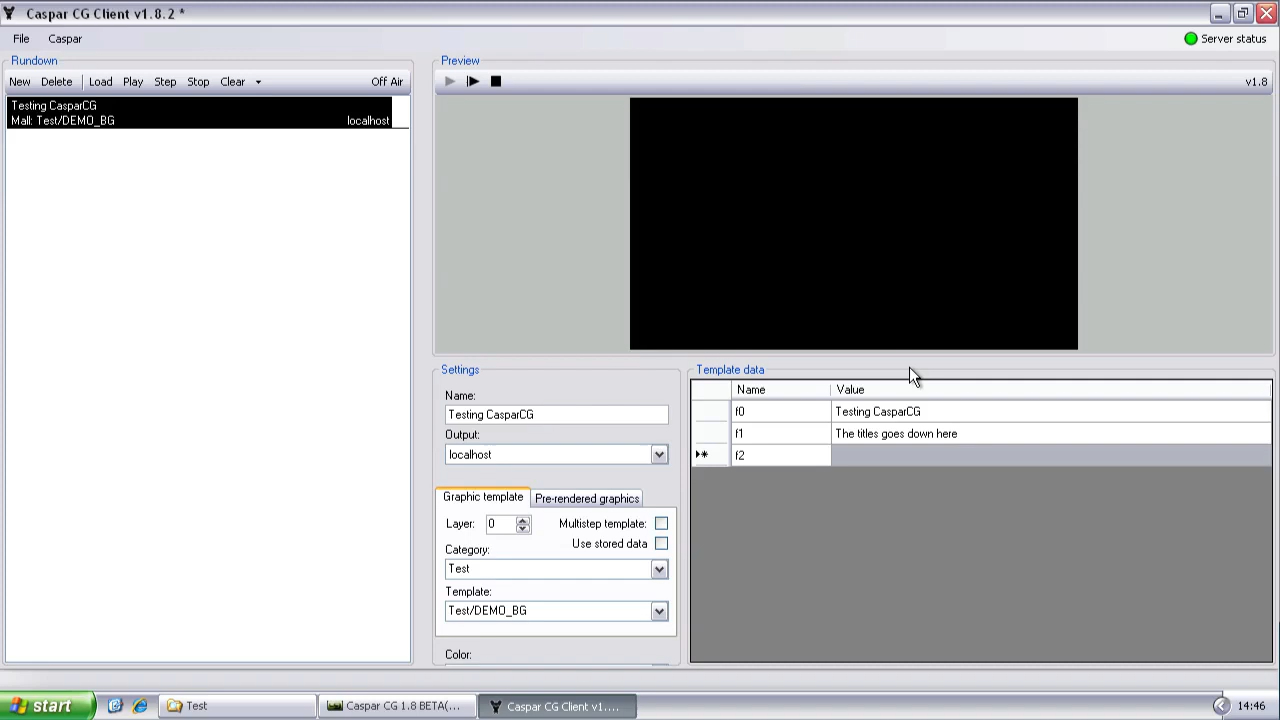 Caspar CG Client v1.8.2 *
File Caspar
Server status
Rundown
New Delete Load Play Step Stop Clear Off Air
Testing CasparCG
Mall: Test/DEMO_BG localhost
Preview
v1.8
Settings
Name:
Testing CasparCG
Output:
localhost
Graphic template Pre-rendered graphics
Layer: 0 Multistep template:
Use stored data
Category:
Test
Template:
Test/DEMO_BG
Color:
Template data
Name Value
f0 Testing CasparCG
f1 The titles goes down here
f2
start Test Caspar CG 1.8 BETA(... Caspar CG Client v1.... 14:46